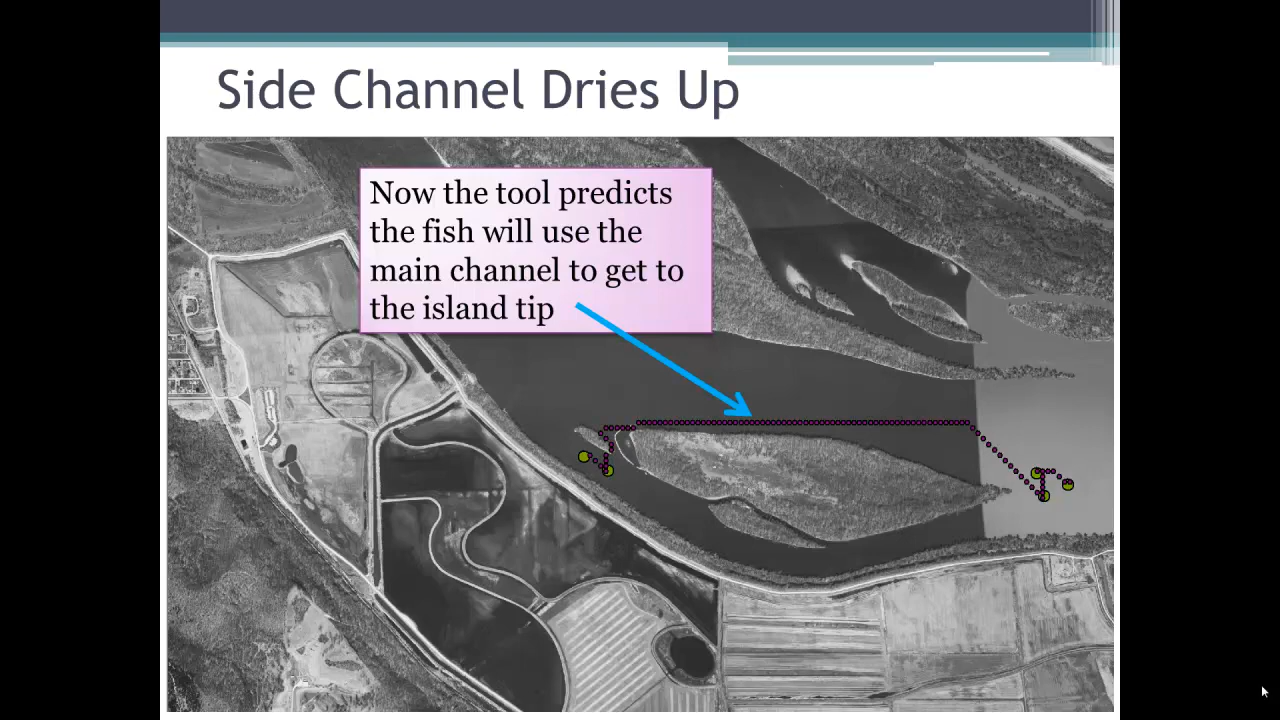 Side Channel Dries Up
Now the tool predicts
the fish will use the
main channel to get to
the island tip